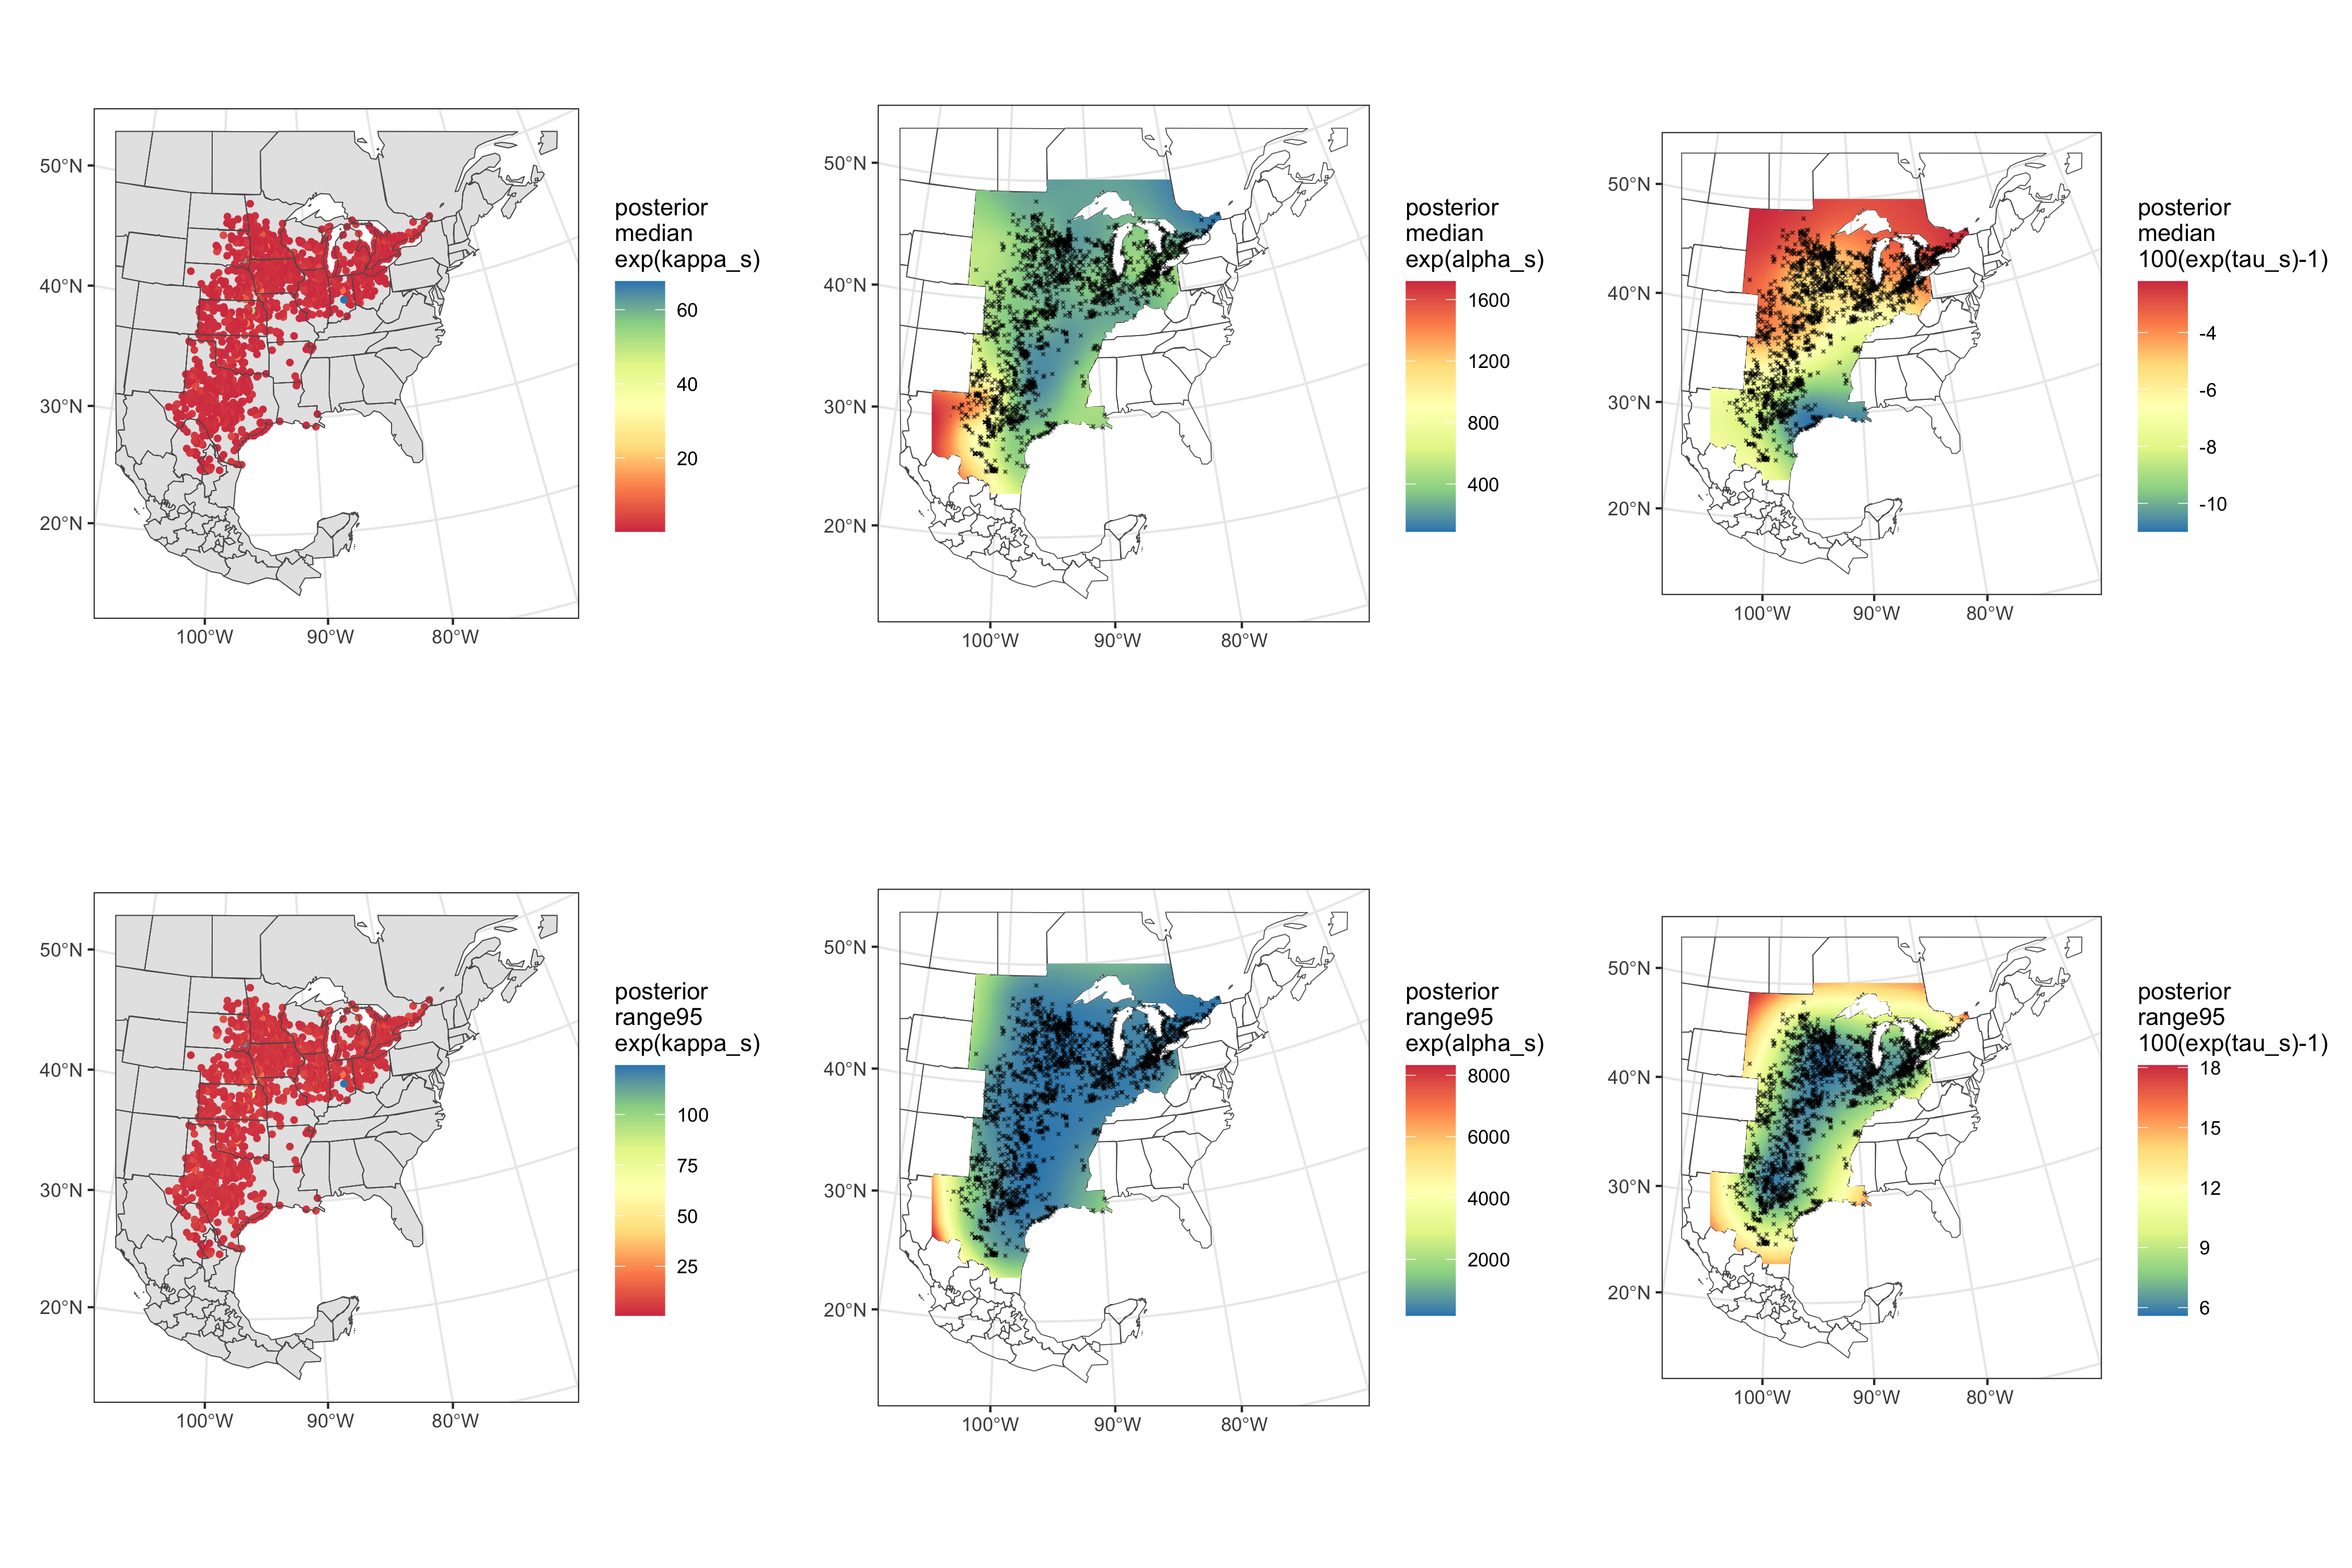 50°N
40°N
30°N
20°N
100°W
90°W
80°W
posterior
median
exp(kappa_s)
60
40
20
50°N
40°N
30°N
20°N
100°W
90°W
80°W
posterior
median
exp(alpha_s)
1600
1200
800
400
50°N
40°N
30°N
20°N
100°W
90°W
80°W
posterior
median
100(exp(tau_s)-1)
-4
-6
-8
-10
50°N
40°N
30°N
20°N
100°W
90°W
80°W
posterior
range95
exp(kappa_s)
100
75
50
25
50°N
40°N
30°N
20°N
100°W
90°W
80°W
posterior
range95
exp(alpha_s)
8000
6000
4000
2000
50°N
40°N
30°N
20°N
100°W
90°W
80°W
posterior
range95
100(exp(tau_s)-1)
18
15
12
9
6